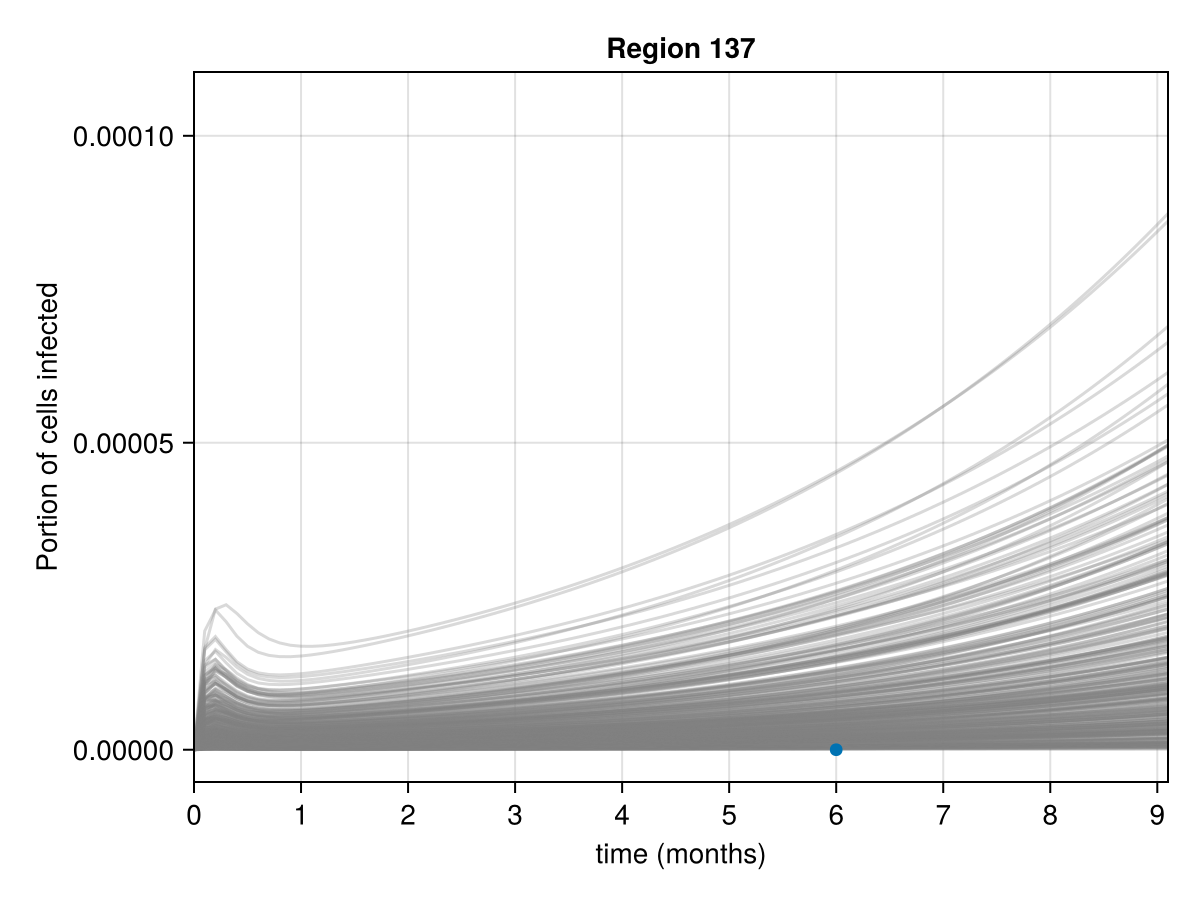 Region 137
Portion of cells infected
0.00010
0.00005
0.00000
0 1 2 3 4 5 6 7 8 9
time (months)